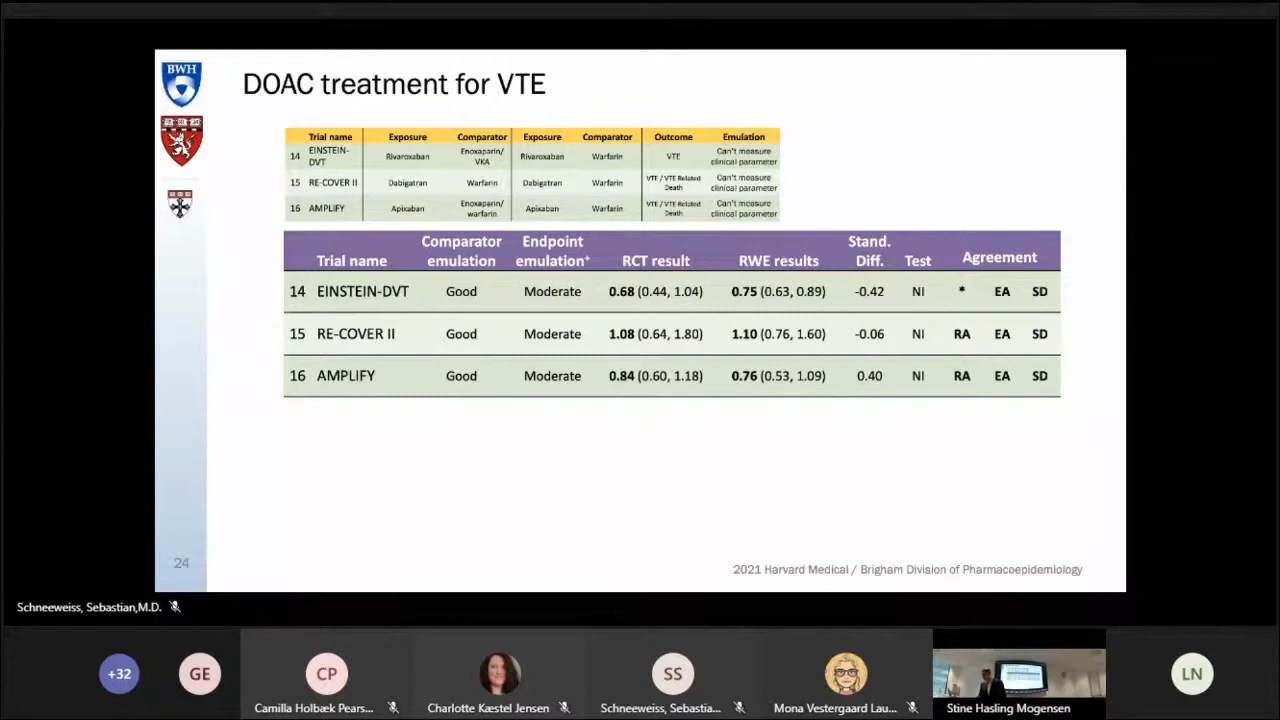 BWH
DOAC treatment for VTE
Trial name Exposure Comparator Exposure Comparator Outcome Emulation
14 EINSTEIN-DVT Rivaroxaban Enoxaparin/ VKA Rivaroxaban Warfarin VTE Can't measure clinical parameter
15 RE-COVER II Dabigatran Warfarin Dabigatran Warfarin VTE / VTE Related Death Can't measure clinical parameter
16 AMPLIFY Apixaban Enoxaparin/ warfarin Apixaban Warfarin VTE / VTE Related Death Can't measure clinical parameter
Trial name Comparator emulation Endpoint emulation+ RCT result RWE results Stand. Diff. Test Agreement
14 EINSTEIN-DVT Good Moderate 0.68 (0.44, 1.04) 0.75 (0.63, 0.89) -0.42 NI * EA SD
15 RE-COVER II Good Moderate 1.08 (0.64, 1.80) 1.10 (0.76, 1.60) -0.06 NI RA EA SD
16 AMPLIFY Good Moderate 0.84 (0.60, 1.18) 0.76 (0.53, 1.09) 0.40 NI RA EA SD
24
2021 Harvard Medical / Brigham Division of Pharmacoepidemiology
Schneeweiss, Sebastian,M.D.
+32
GE
CP
SS
LN
Camilla Holbæk Pears...
Charlotte Kæstel Jensen
Schneeweiss, Sebastia...
Mona Vestergaard Lau...
Stine Hasling Mogensen